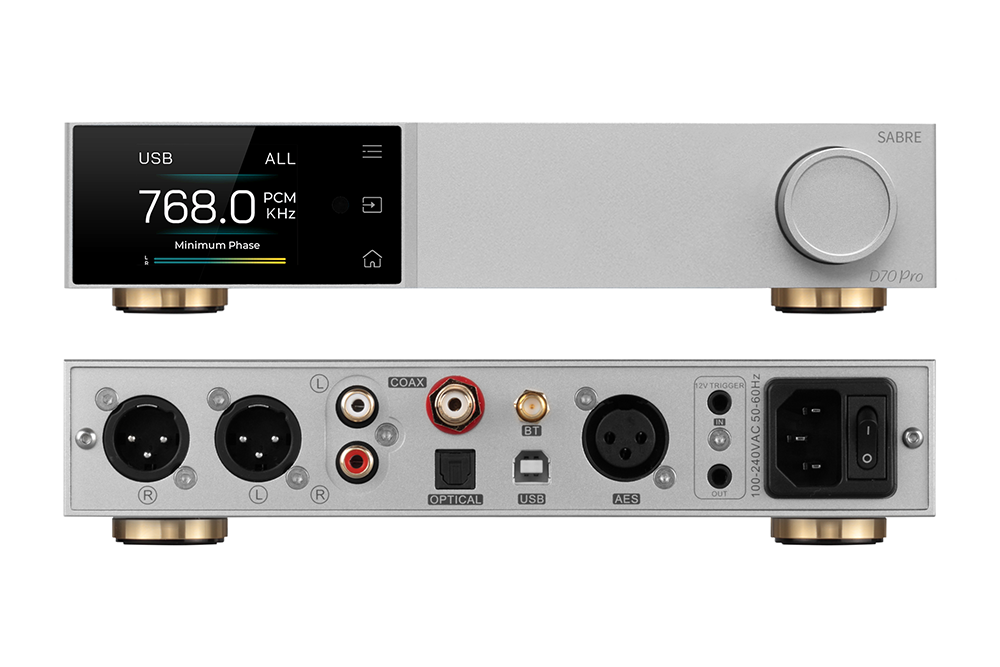 SABRE
USB ALL
768.0 PCM KHz
Minimum Phase
L
R
D70 Pro
L
COAX
12V TRIGGER
BT
IN
100-240VAC 50-60Hz
R
L
R
OPTICAL
USB
AES
OUT